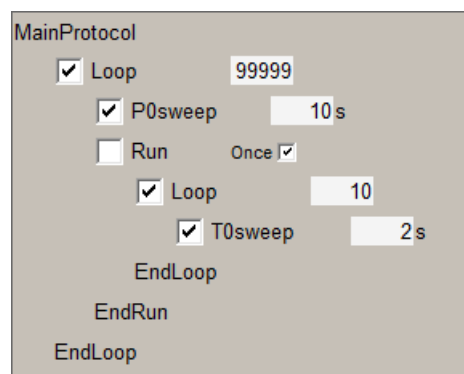 MainProtocol
Loop 99999
P0sweep 10 s
Run Once
Loop 10
T0sweep 2 s
EndLoop
EndRun
EndLoop